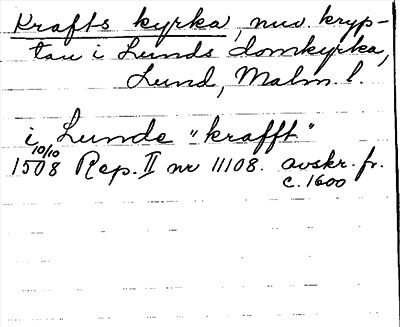 Krafts kyrka, nuv. kryp-
tan i Lunds domkyrka,
Lund, Malm. l.
i Lunde "krafft"
10/10
1508 Rep. II nr 11108. avskr. fr.
c. 1600